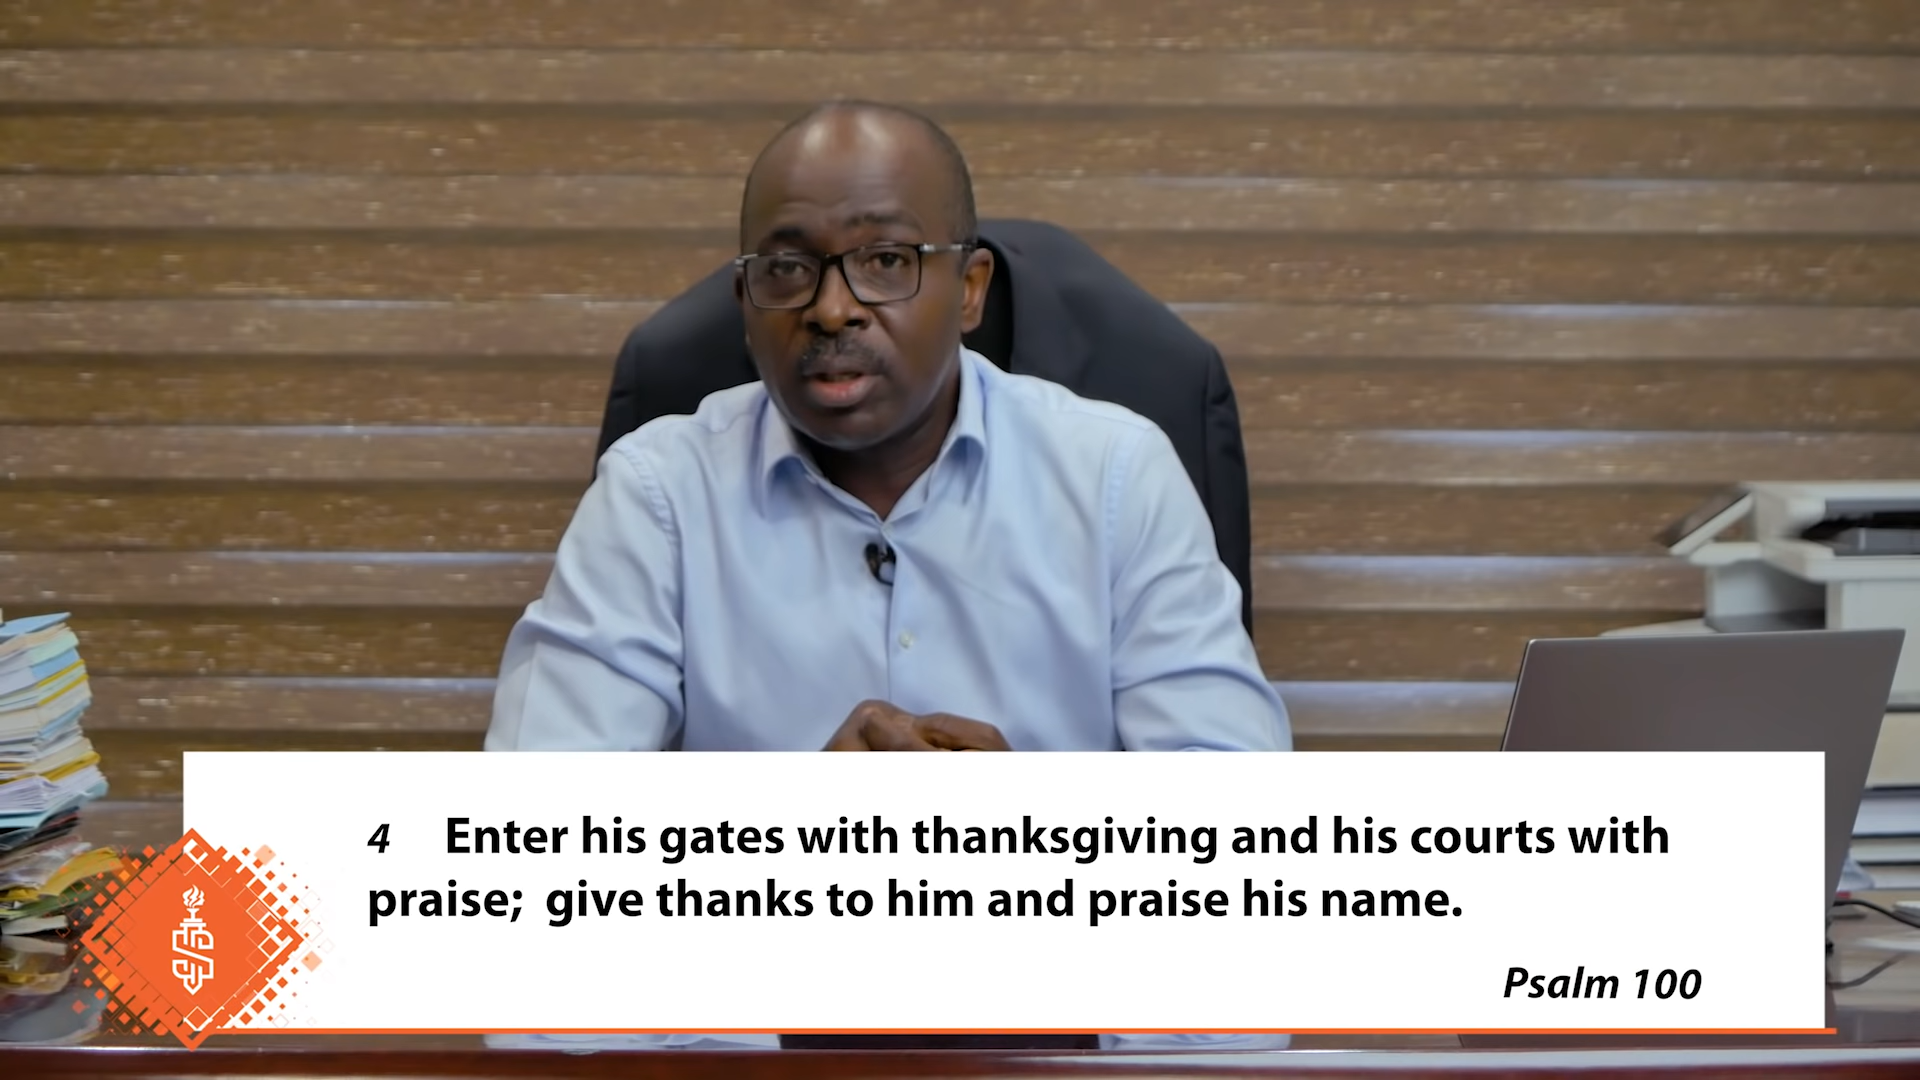 4 Enter his gates with thanksgiving and his courts with
praise; give thanks to him and praise his name.
Psalm 100